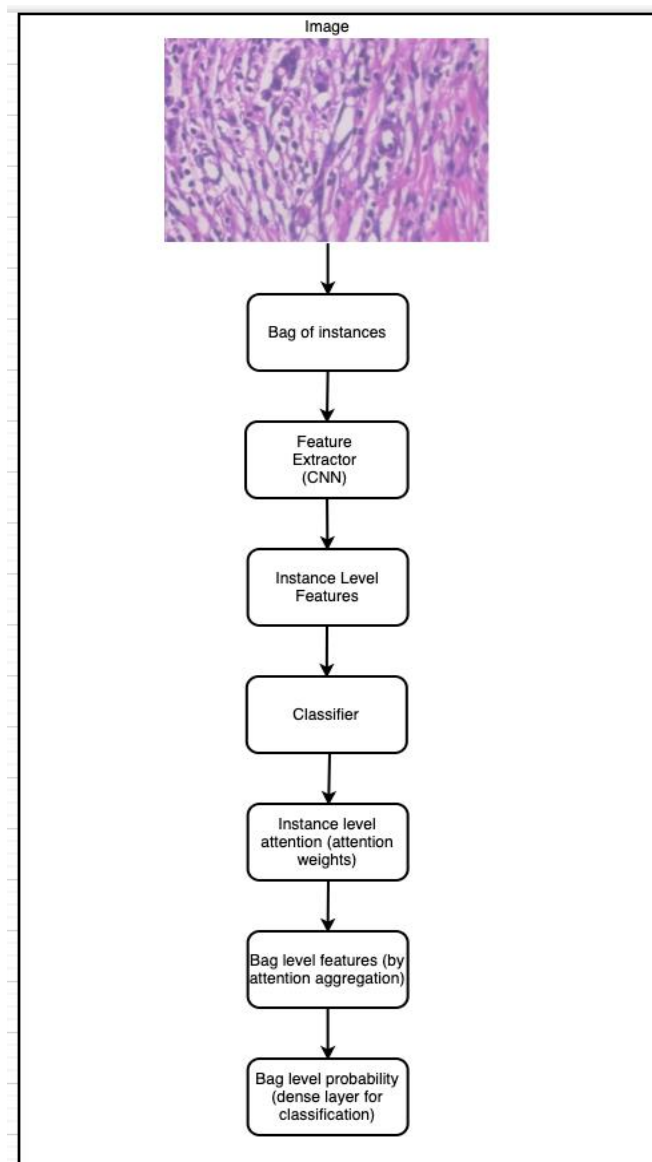 Image
Bag of instances
Feature
Extractor
(CNN)
Instance Level
Features
Classifier
Instance level
attention (attention
weights)
Bag level features (by
attention aggregation)
Bag level probability
(dense layer for
classification)